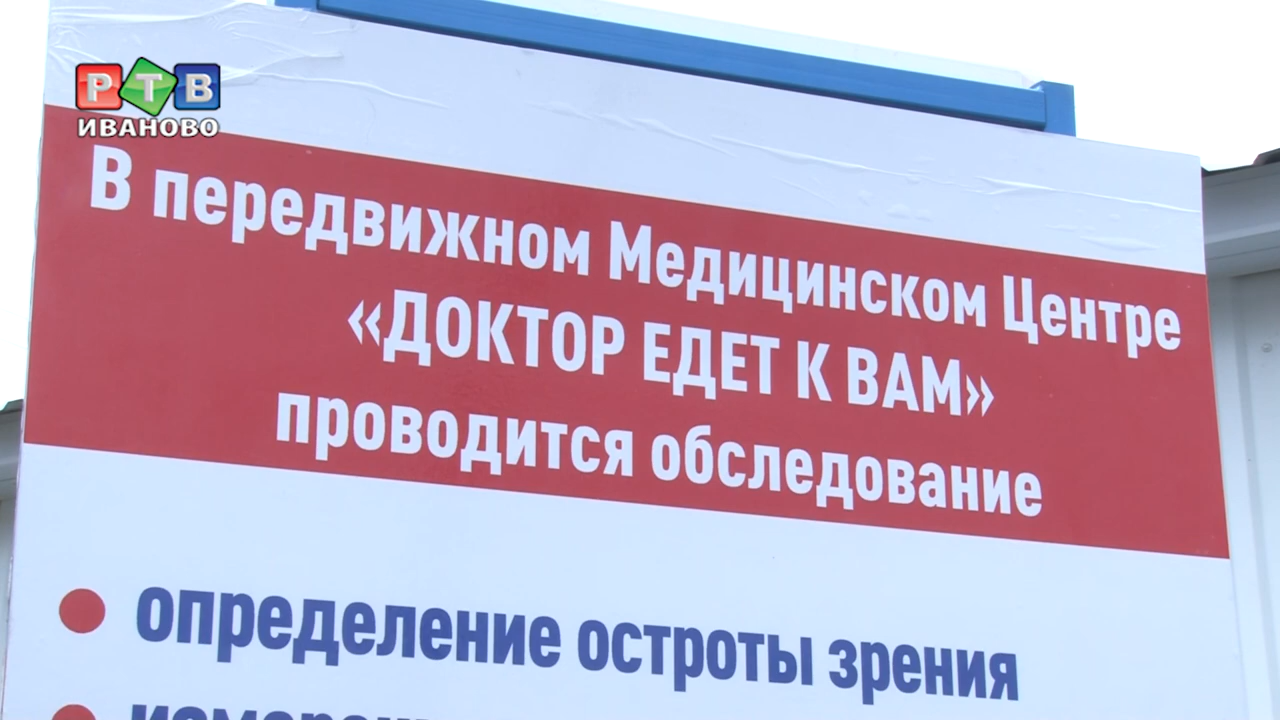 РТВ
ИВАНОВО
В передвижном Медицинском Центре
«ДОКТОР ЕДЕТ К ВАМ»
проводится обследование
определение остроты зрения